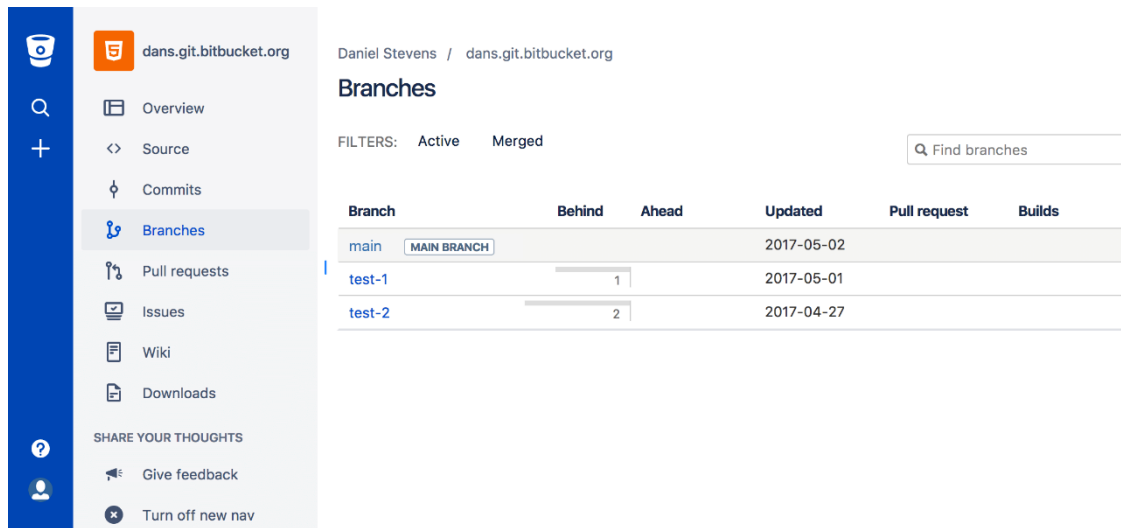 dans.git.bitbucket.org
Overview
Source
Commits
Branches
Pull requests
Issues
Wiki
Downloads
SHARE YOUR THOUGHTS
Give feedback
Turn off new nav
Daniel Stevens / dans.git.bitbucket.org
Branches
FILTERS: Active Merged
Find branches
Branch Behind Ahead Updated Pull request Builds
main MAIN BRANCH 2017-05-02
test-1 1 2017-05-01
test-2 2 2017-04-27